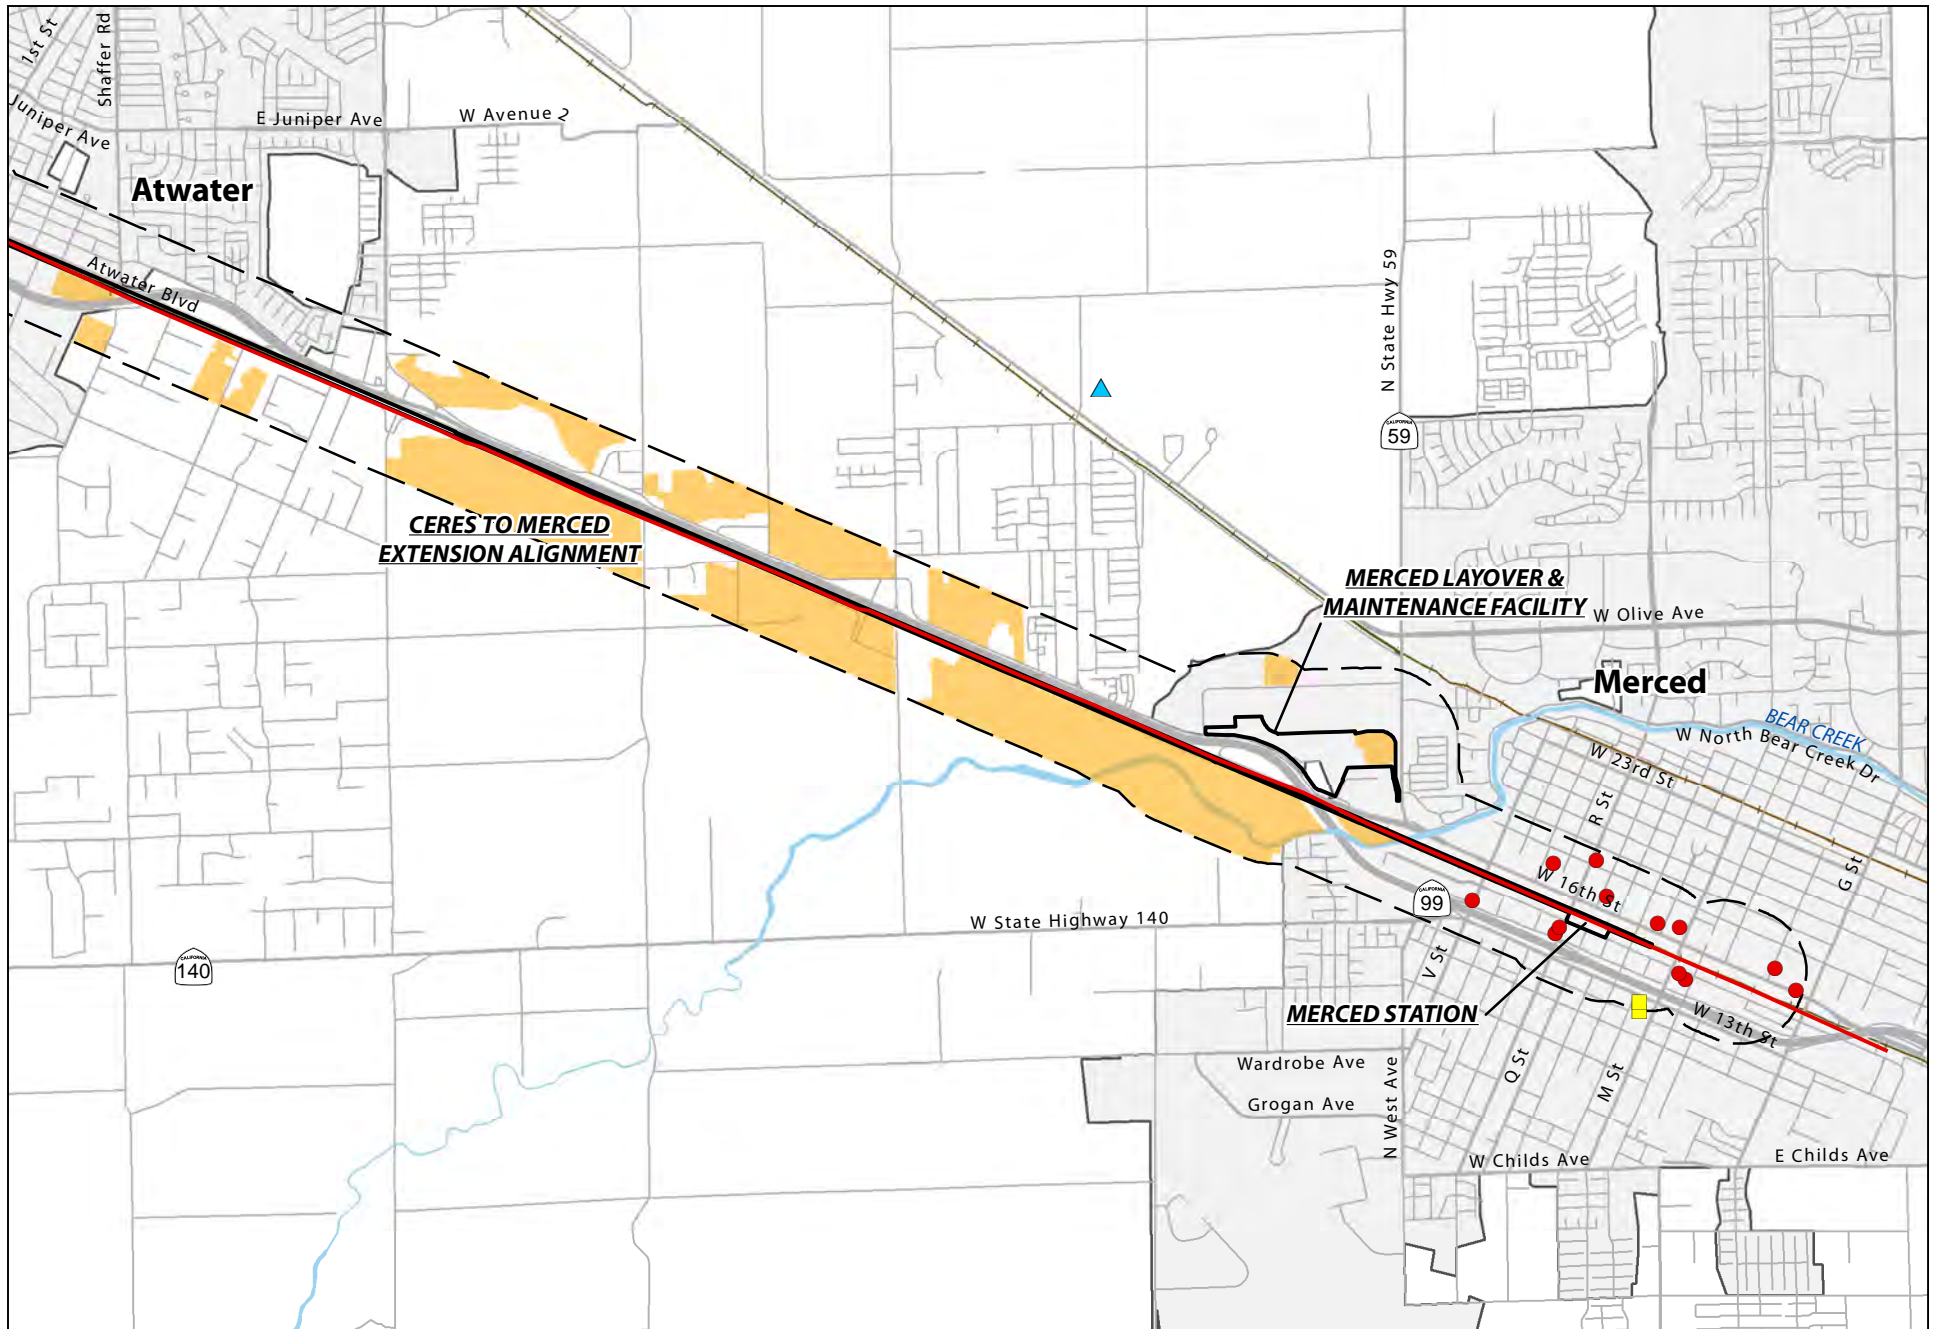 1st St
Shaffer Rd
Juniper Ave
E Juniper Ave
W Avenue 2
Atwater
Atwater Blvd
N State Hwy 59
CALIFORNIA
59
CERES TO MERCED
EXTENSION ALIGNMENT
MERCED LAYOVER &
MAINTENANCE FACILITY
W Olive Ave
Merced
BEAR CREEK
W North Bear Creek Dr
W 23rd St
R St
G St
W 16th St
CALIFORNIA
99
W State Highway 140
CALIFORNIA
140
V St
MERCED STATION
W 13th St
Wardrobe Ave
Q St
M St
Grogan Ave
N West Ave
W Childs Ave
E Childs Ave